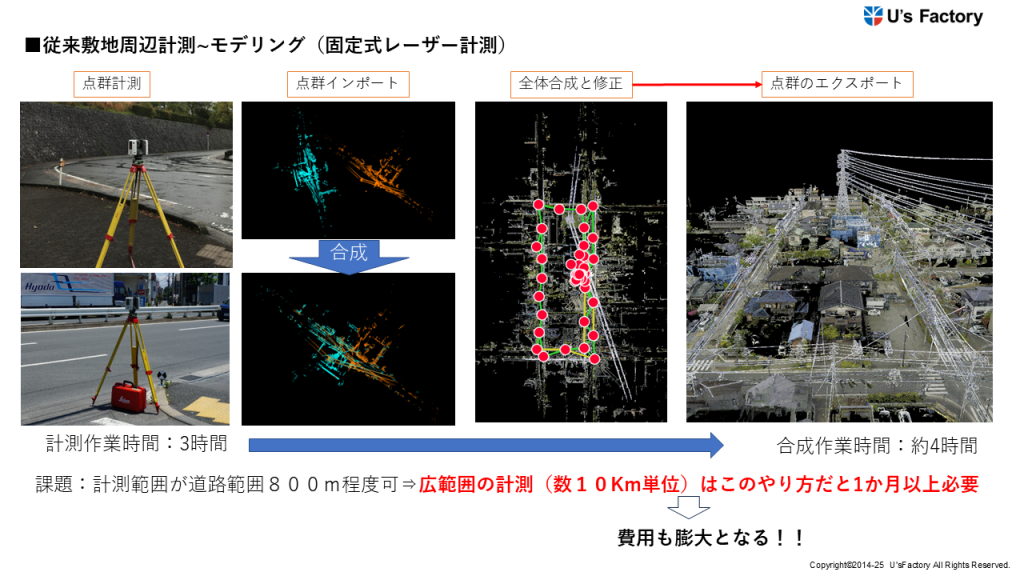 U's Factory
■従来敷地周辺計測~モデリング（固定式レーザー計測）
点群計測
点群インポート
全体合成と修正
点群のエクスポート
合成
Hyada
Leica
計測作業時間：3時間
合成作業時間：約4時間
課題：計測範囲が道路範囲８００ｍ程度可⇒広範囲の計測（数１０Km単位）はこのやり方だと1か月以上必要
費用も膨大となる！！
Copyright©2014-25 U'sFactory All Rights Reserved.